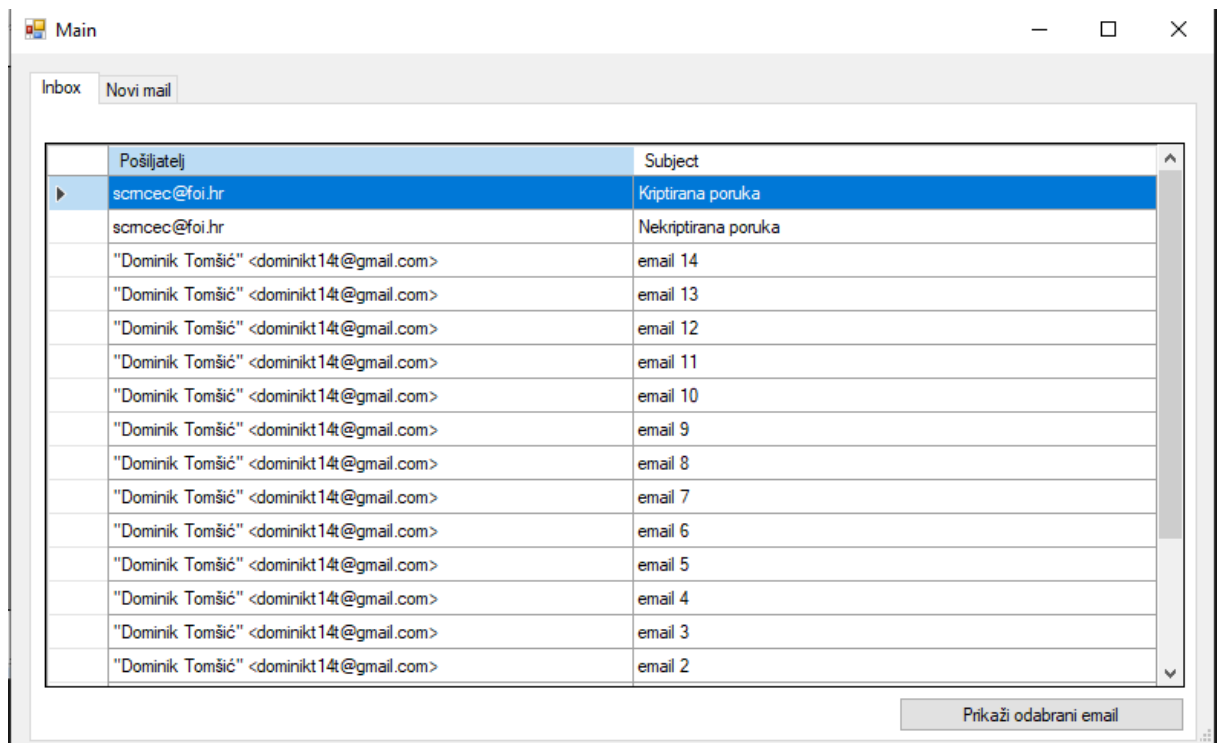 Main
Inbox Novi mail
Pošiljatelj Subject
scrncec@foi.hr Kriptirana poruka
scrncec@foi.hr Nekriptirana poruka
"Dominik Tomšić" <dominikt14t@gmail.com> email 14
"Dominik Tomšić" <dominikt14t@gmail.com> email 13
"Dominik Tomšić" <dominikt14t@gmail.com> email 12
"Dominik Tomšić" <dominikt14t@gmail.com> email 11
"Dominik Tomšić" <dominikt14t@gmail.com> email 10
"Dominik Tomšić" <dominikt14t@gmail.com> email 9
"Dominik Tomšić" <dominikt14t@gmail.com> email 8
"Dominik Tomšić" <dominikt14t@gmail.com> email 7
"Dominik Tomšić" <dominikt14t@gmail.com> email 6
"Dominik Tomšić" <dominikt14t@gmail.com> email 5
"Dominik Tomšić" <dominikt14t@gmail.com> email 4
"Dominik Tomšić" <dominikt14t@gmail.com> email 3
"Dominik Tomšić" <dominikt14t@gmail.com> email 2
Prikaži odabrani email